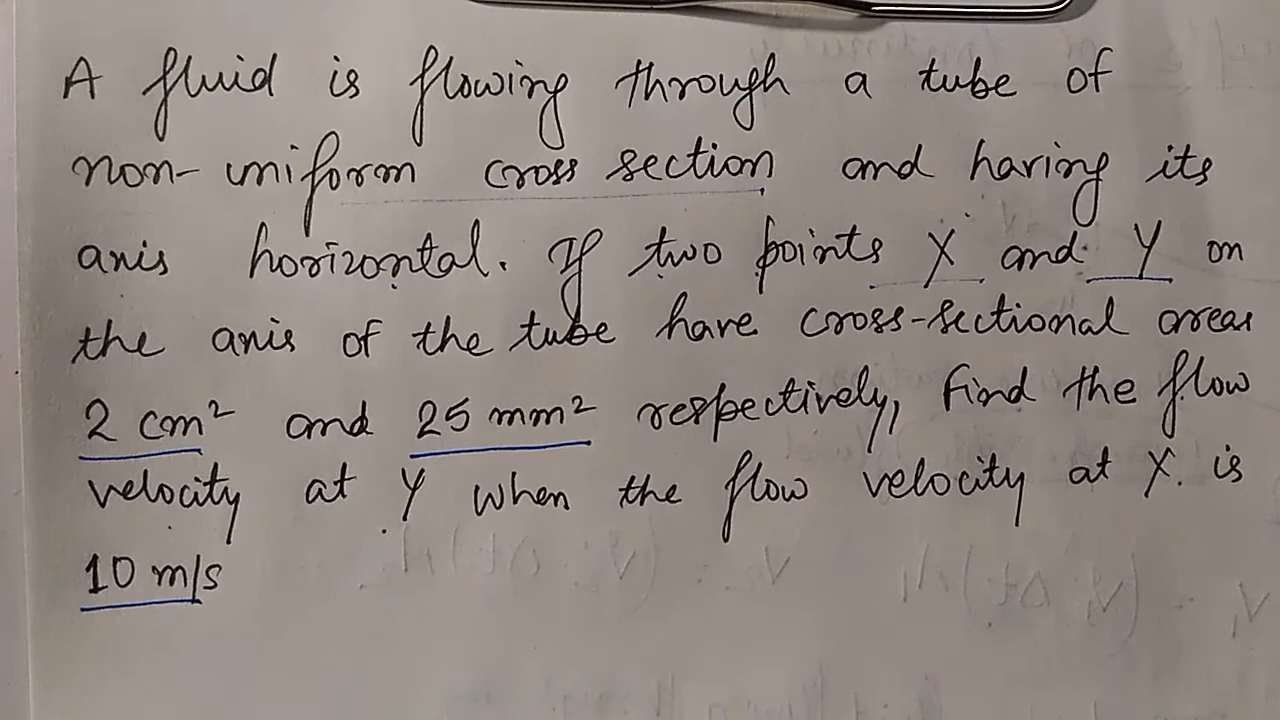 A fluid is flowing through a tube of
non-uniform cross section and having its
axis horizontal. If two points X and Y on
the axis of the tube have cross-sectional areas
2 cm² and 25 mm² respectively, Find the flow
velocity at Y when the flow velocity at X is
10 m/s